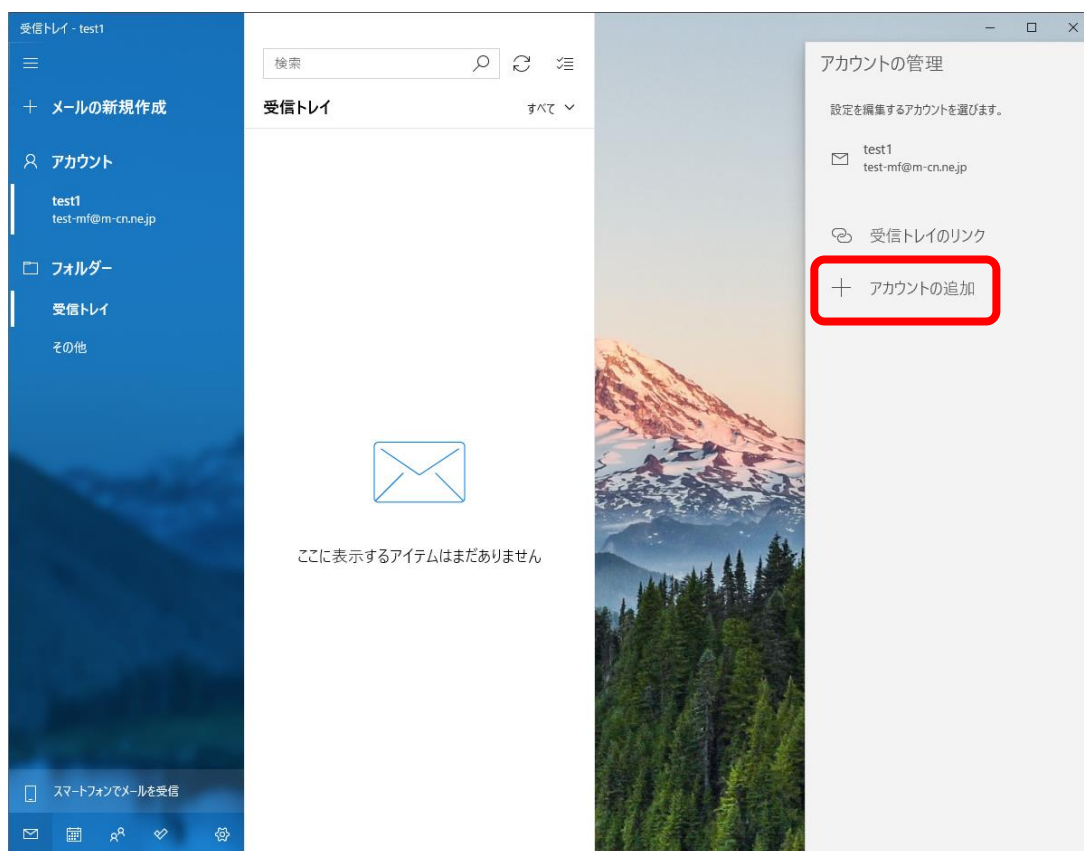 受信トレイ - test1
メールの新規作成
アカウント
test1
test-mf@m-cn.ne.jp
フォルダー
受信トレイ
その他
スマートフォンでメールを受信
検索
受信トレイ
すべて
ここに表示するアイテムはまだありません
アカウントの管理
設定を編集するアカウントを選びます。
test1
test-mf@m-cn.ne.jp
受信トレイのリンク
アカウントの追加